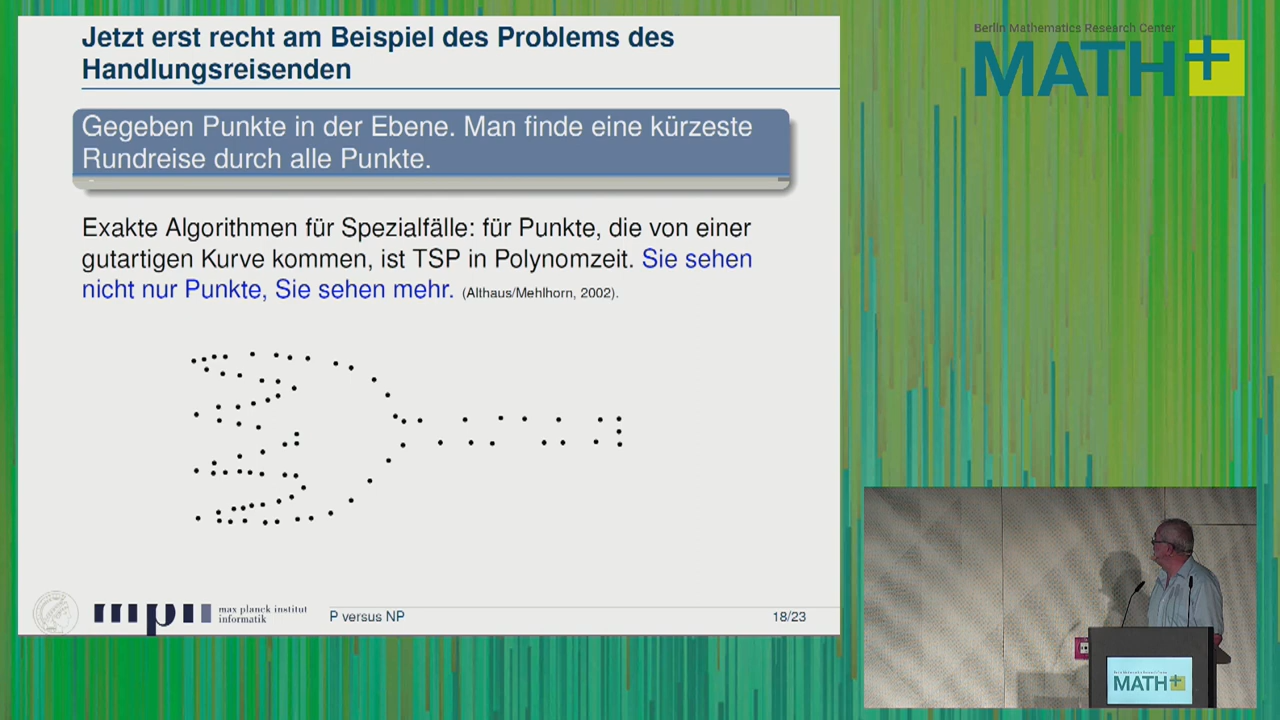 Jetzt erst recht am Beispiel des Problems des
Handlungsreisenden
Gegeben Punkte in der Ebene. Man finde eine kürzeste
Rundreise durch alle Punkte.
Exakte Algorithmen für Spezialfälle: für Punkte, die von einer
gutartigen Kurve kommen, ist TSP in Polynomzeit. Sie sehen
nicht nur Punkte, Sie sehen mehr. (Althaus/Mehlhorn, 2002).
mpi
max planck institut
informatik
P versus NP
18/23
Berlin Mathematics Research Center
MATH+
MATH+